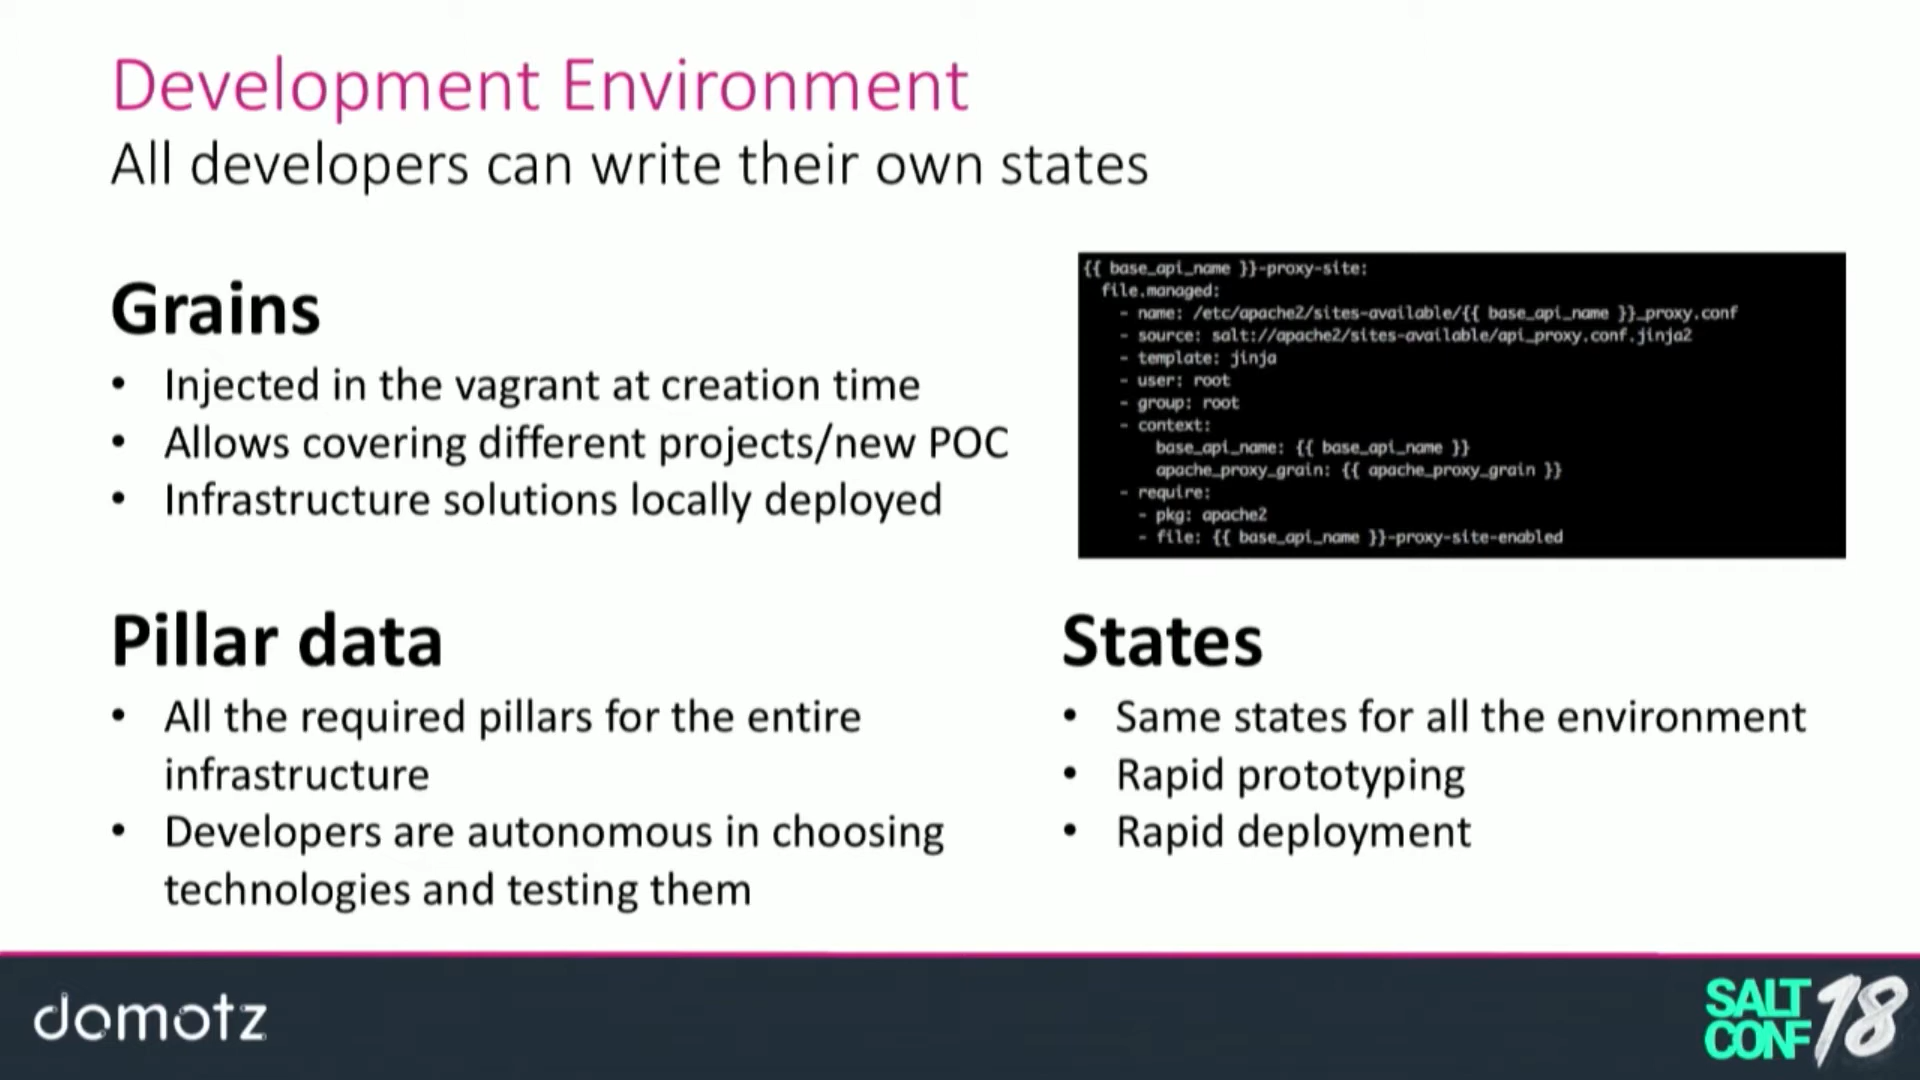 Development Environment
All developers can write their own states
Grains
• Injected in the vagrant at creation time
• Allows covering different projects/new POC
• Infrastructure solutions locally deployed
{{ base_api_name }}-proxy-site:
  file.managed:
    - name: /etc/apache2/sites-available/{{ base_api_name }}_proxy.conf
    - source: salt://apache2/sites-available/api_proxy.conf.jinja2
    - template: jinja
    - user: root
    - group: root
    - context:
        base_api_name: {{ base_api_name }}
        apache_proxy_grain: {{ apache_proxy_grain }}
    - require:
      - pkg: apache2
      - file: {{ base_api_name }}-proxy-site-enabled
Pillar data
• All the required pillars for the entire
infrastructure
• Developers are autonomous in choosing
technologies and testing them
States
• Same states for all the environment
• Rapid prototyping
• Rapid deployment
domotz
SALT
CONF
18